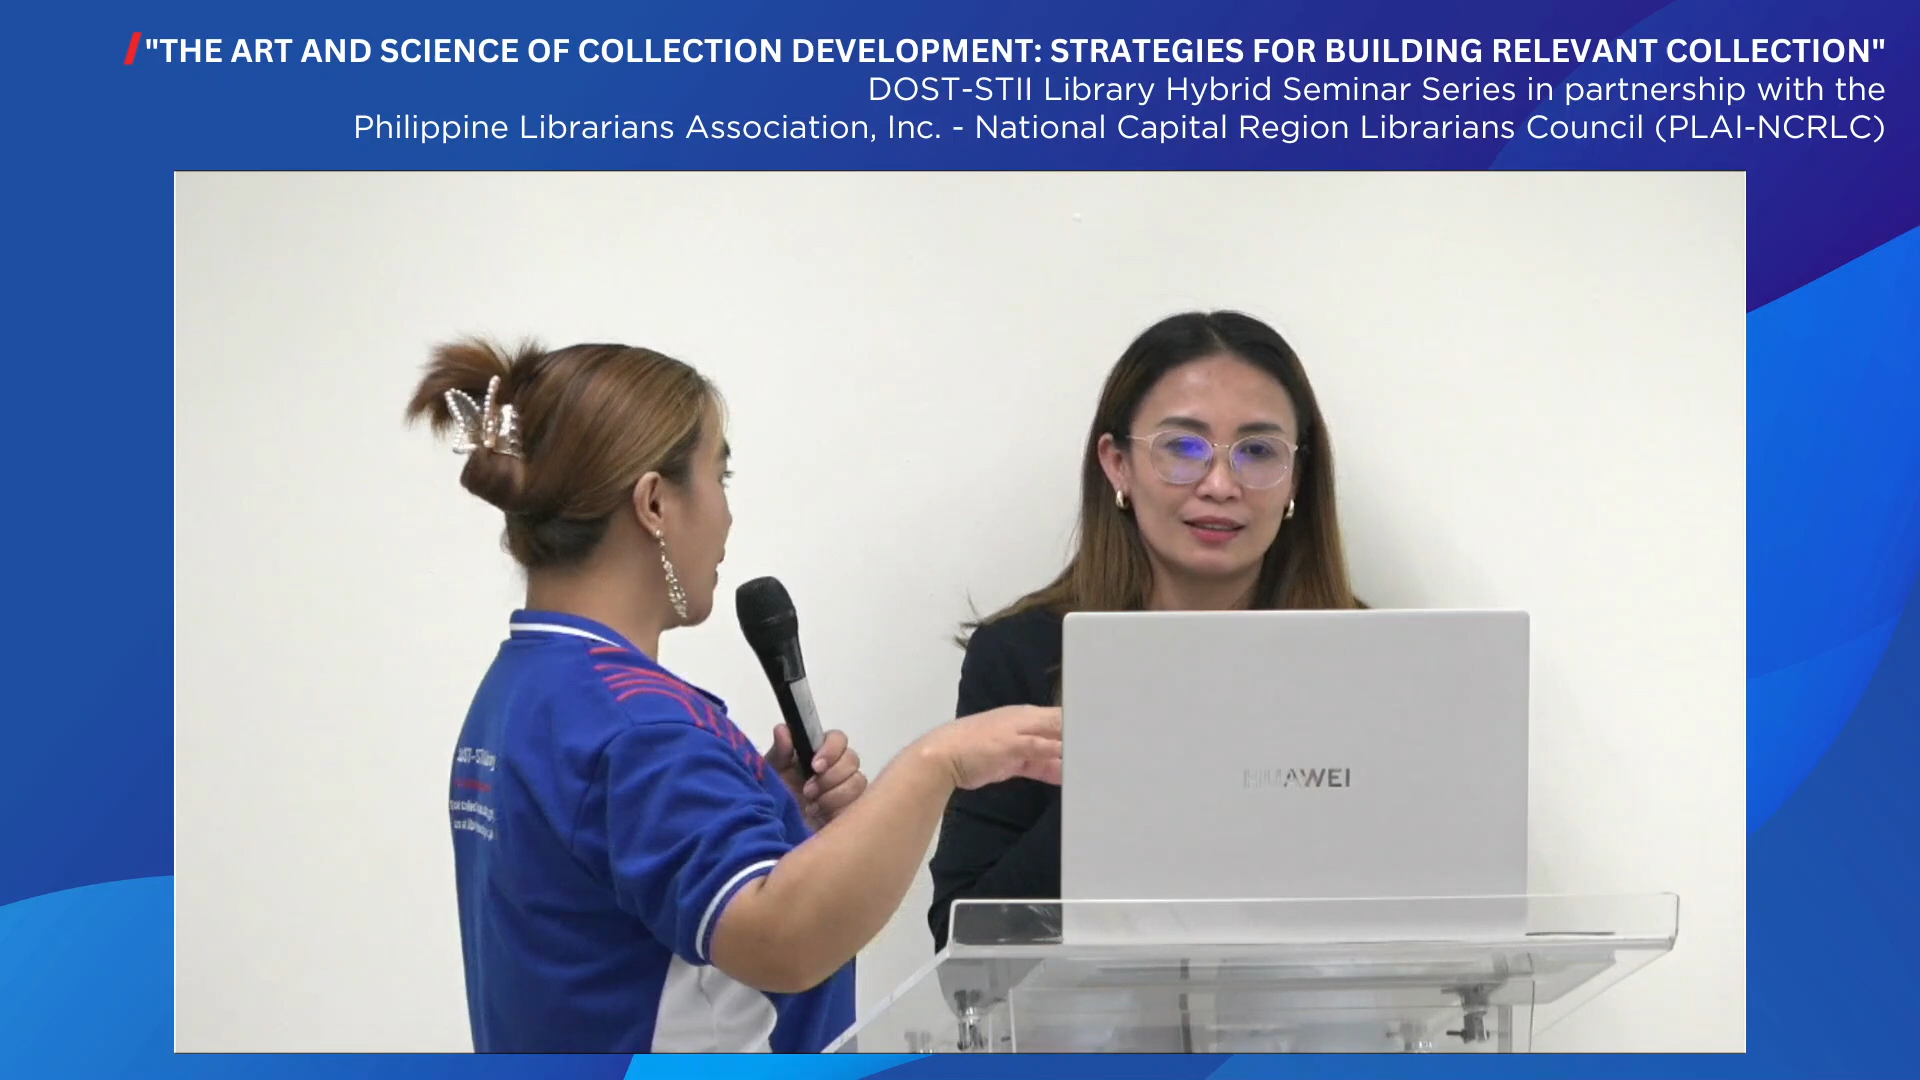 "THE ART AND SCIENCE OF COLLECTION DEVELOPMENT: STRATEGIES FOR BUILDING RELEVANT COLLECTION"
DOST-STII Library Hybrid Seminar Series in partnership with the
Philippine Librarians Association, Inc. - National Capital Region Librarians Council (PLAI-NCRLC)
HUAWEI